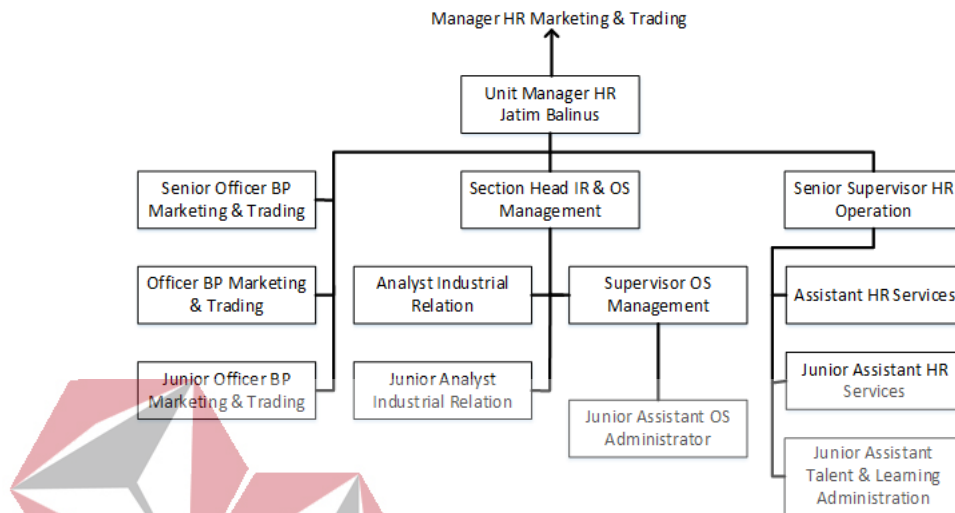 Manager HR Marketing & Trading
Unit Manager HR
Jatim Balinus
Senior Officer BP
Marketing & Trading
Section Head IR & OS
Management
Senior Supervisor HR
Operation
Officer BP Marketing
& Trading
Analyst Industrial
Relation
Supervisor OS
Management
Assistant HR Services
Junior Officer BP
Marketing & Trading
Junior Analyst
Industrial Relation
Junior Assistant HR
Services
Junior Assistant OS
Administrator
Junior Assistant
Talent & Learning
Administration